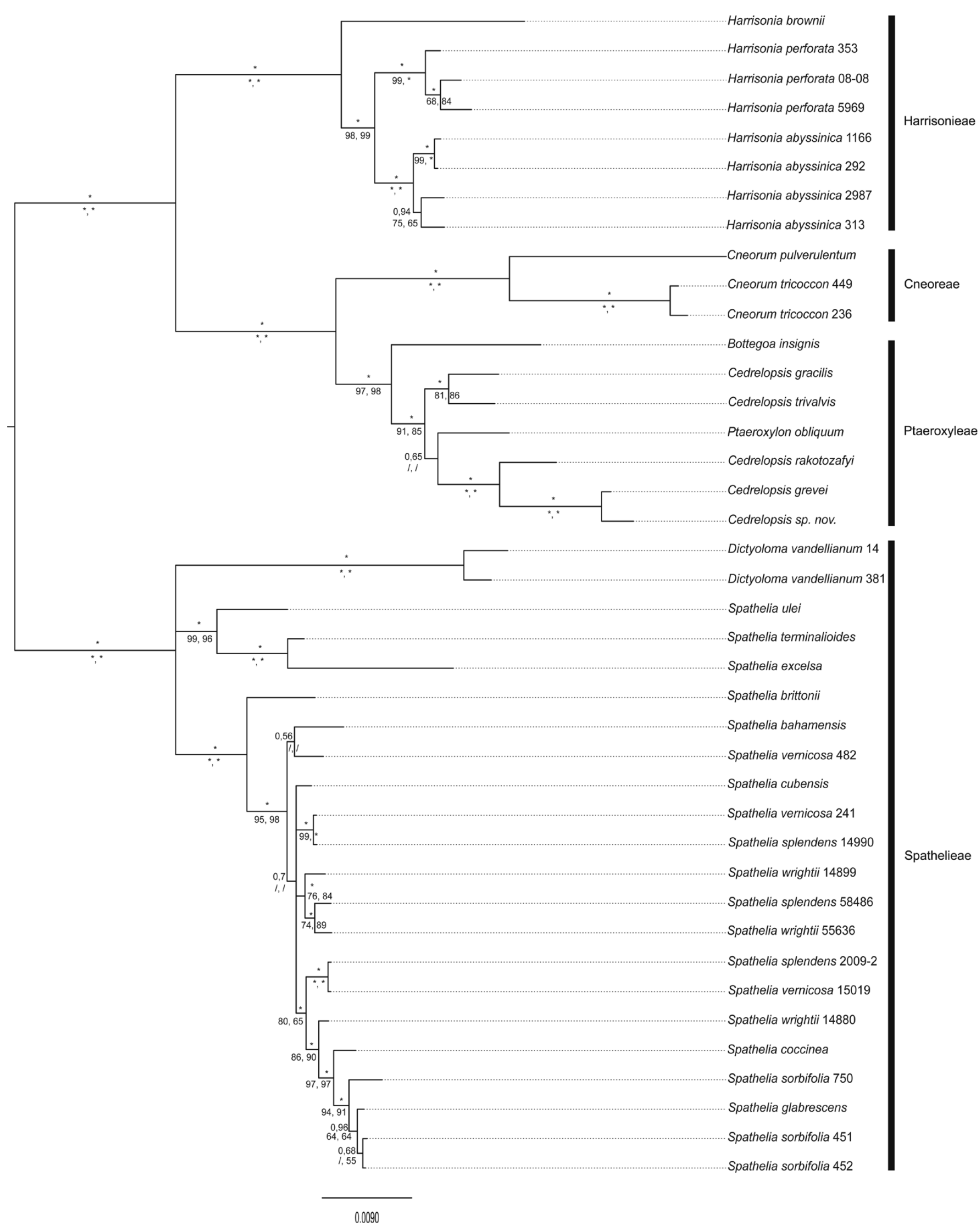 Harrisonia brownii
*
*, *
Harrisonia perforata 353
*
99, *
Harrisonia perforata 08-08
*
68, 84
Harrisonia perforata 5969
Harrisonieae
*
98, 99
Harrisonia abyssinica 1166
*
99, *
Harrisonia abyssinica 292
*
*, *
Harrisonia abyssinica 2987
0,94
75, 65
Harrisonia abyssinica 313
*
*, *
Cneorum pulverulentum
*
*, *
Cneorum tricoccon 449
Cneoreae
*
*, *
Cneorum tricoccon 236
*
*, *
Bottegoa insignis
*
97, 98
Cedrelopsis gracilis
*
81, 86
Cedrelopsis trivalvis
*
91, 85
Ptaeroxylon obliquum
Ptaeroxyleae
0,65
/, /
Cedrelopsis rakotozafyi
*
*, *
Cedrelopsis grevei
*
*, *
Cedrelopsis sp. nov.
Dictyoloma vandellianum 14
*
*, *
Dictyoloma vandellianum 381
Spathelia ulei
*
99, 96
Spathelia terminalioides
*
*, *
Spathelia excelsa
*
*, *
Spathelia brittonii
Spathelia bahamensis
0,56
/, /
Spathelia vernicosa 482
*
*, *
Spathelia cubensis
*
95, 98
Spathelia vernicosa 241
*
99, *
Spathelia splendens 14990
Spathelieae
0,7
/, /
Spathelia wrightii 14899
*
76, 84
Spathelia splendens 58486
*
74, 89
Spathelia wrightii 55636
Spathelia splendens 2009-2
*
*, *
Spathelia vernicosa 15019
*
80, 65
Spathelia wrightii 14880
*
86, 90
Spathelia coccinea
*
97, 97
Spathelia sorbifolia 750
*
94, 91
Spathelia glabrescens
0,96
64, 64
Spathelia sorbifolia 451
0,68
/, 55
Spathelia sorbifolia 452
0.0090